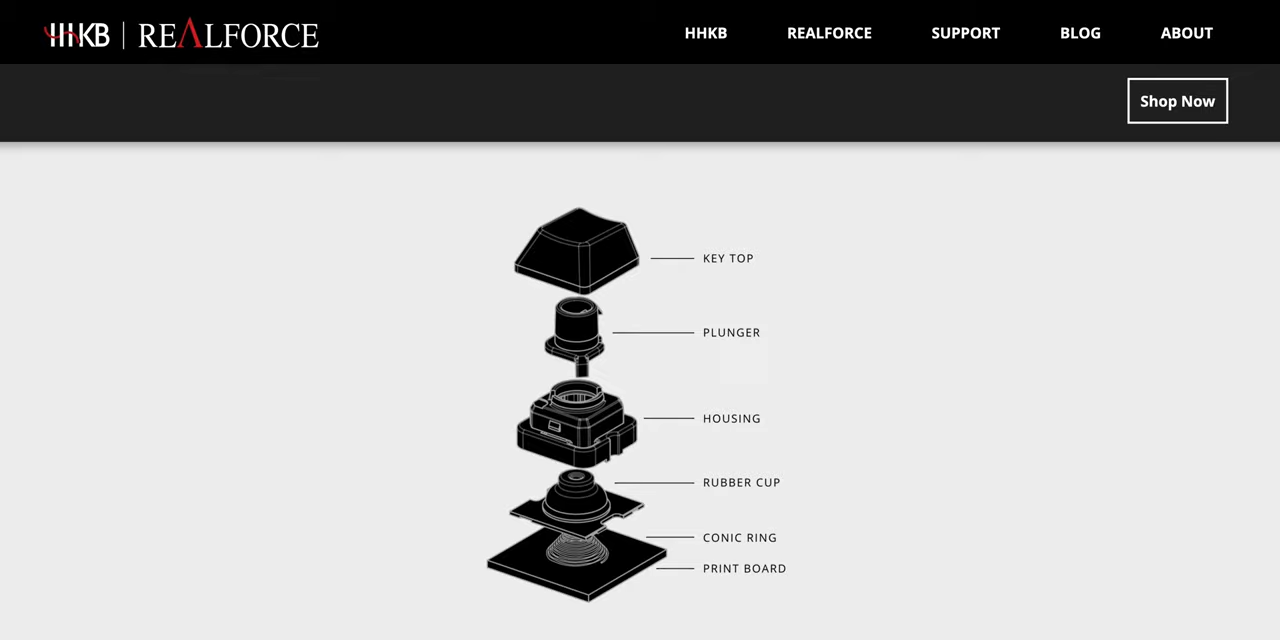 HHKB | REALFORCE
HHKB REALFORCE SUPPORT BLOG ABOUT
Shop Now
KEY TOP
PLUNGER
HOUSING
RUBBER CUP
CONIC RING
PRINT BOARD